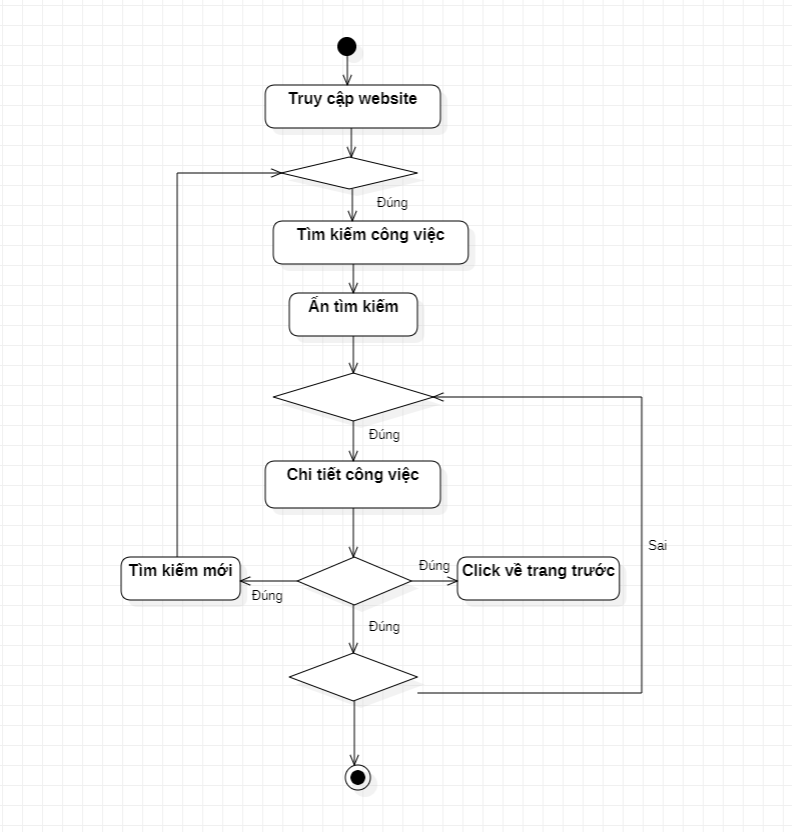 Truy cập website
Đúng
Tìm kiếm công việc
Ấn tìm kiếm
Đúng
Chi tiết công việc
Sai
Tìm kiếm mới
Đúng
Đúng
Click về trang trước
Đúng